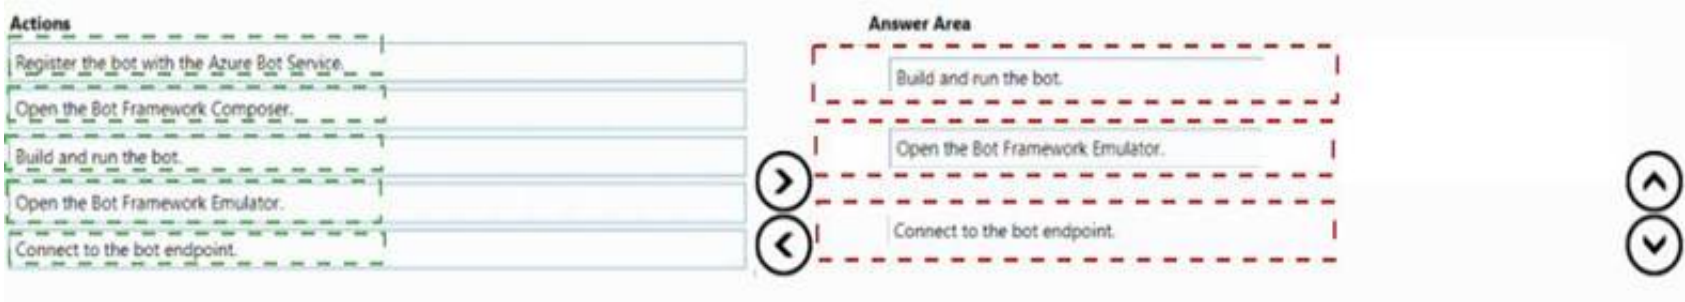 Actions
Register the bot with the Azure Bot Service.
Open the Bot Framework Composer.
Build and run the bot.
Open the Bot Framework Emulator.
Connect to the bot endpoint.
Answer Area
Build and run the bot.
Open the Bot Framework Emulator.
Connect to the bot endpoint.